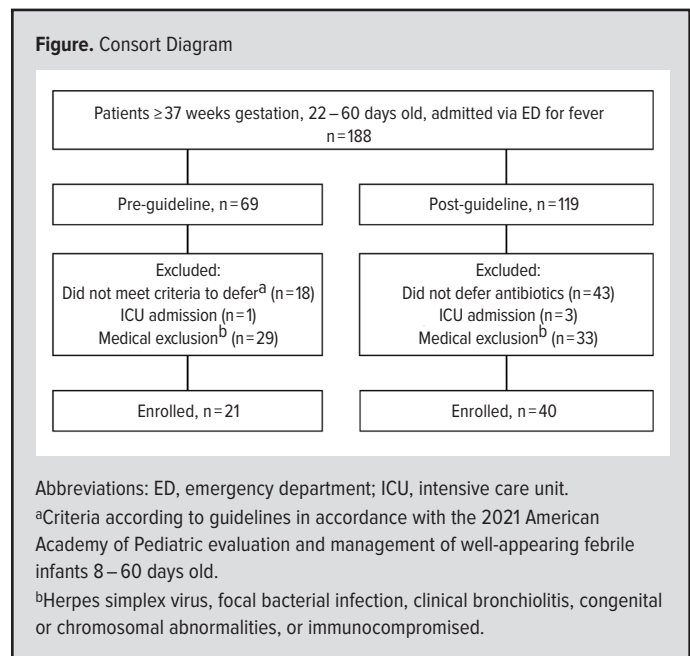 Figure. Consort Diagram
Patients ≥37 weeks gestation, 22–60 days old, admitted via ED for fever
n=188
Pre-guideline, n=69
Post-guideline, n=119
Excluded:
Did not meet criteria to deferᵃ (n=18)
ICU admission (n=1)
Medical exclusionᵇ (n=29)
Excluded:
Did not defer antibiotics (n=43)
ICU admission (n=3)
Medical exclusionᵇ (n=33)
Enrolled, n=21
Enrolled, n=40
Abbreviations: ED, emergency department; ICU, intensive care unit.
ᵃCriteria according to guidelines in accordance with the 2021 American
Academy of Pediatric evaluation and management of well-appearing febrile
infants 8–60 days old.
ᵇHerpes simplex virus, focal bacterial infection, clinical bronchiolitis, congenital
or chromosomal abnormalities, or immunocompromised.